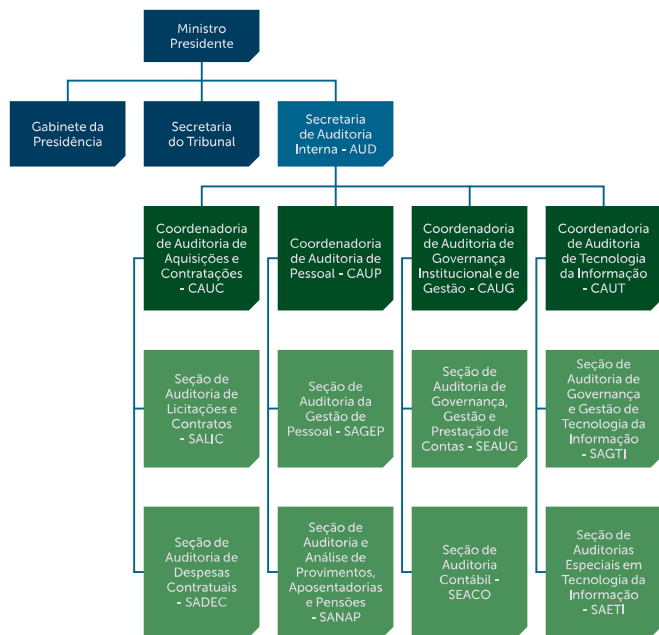 Ministro
Presidente
Gabinete da
Presidência
Secretaria
do Tribunal
Secretaria
de Auditoria
Interna - AUD
Coordenadoria
de Auditoria de
Aquisições e
Contratações
- CAUC
Coordenadoria
de Auditoria de
Pessoal - CAUP
Coordenadoria
de Auditoria de
Governança
Institucional e de
Gestão - CAUG
Coordenadoria
de Auditoria
de Tecnologia
da Informação
- CAUT
Seção de
Auditoria de
Licitações e
Contratos
- SALIC
Seção de
Auditoria da
Gestão de
Pessoal - SAGEP
Seção de
Auditoria de
Governança,
Gestão e
Prestação de
Contas - SEAUG
Seção de
Auditoria de
Governança
e Gestão de
Tecnologia da
Informação -
SAGTI
Seção de
Auditoria de
Despesas
Contratuais
- SADEC
Seção de
Auditoria e
Análise de
Provimentos,
Aposentadorias
e Pensões
- SANAP
Seção de
Auditoria
Contábil -
SEACO
Seção de
Auditorias
Especiais em
Tecnologia da
Informação -
SAETI